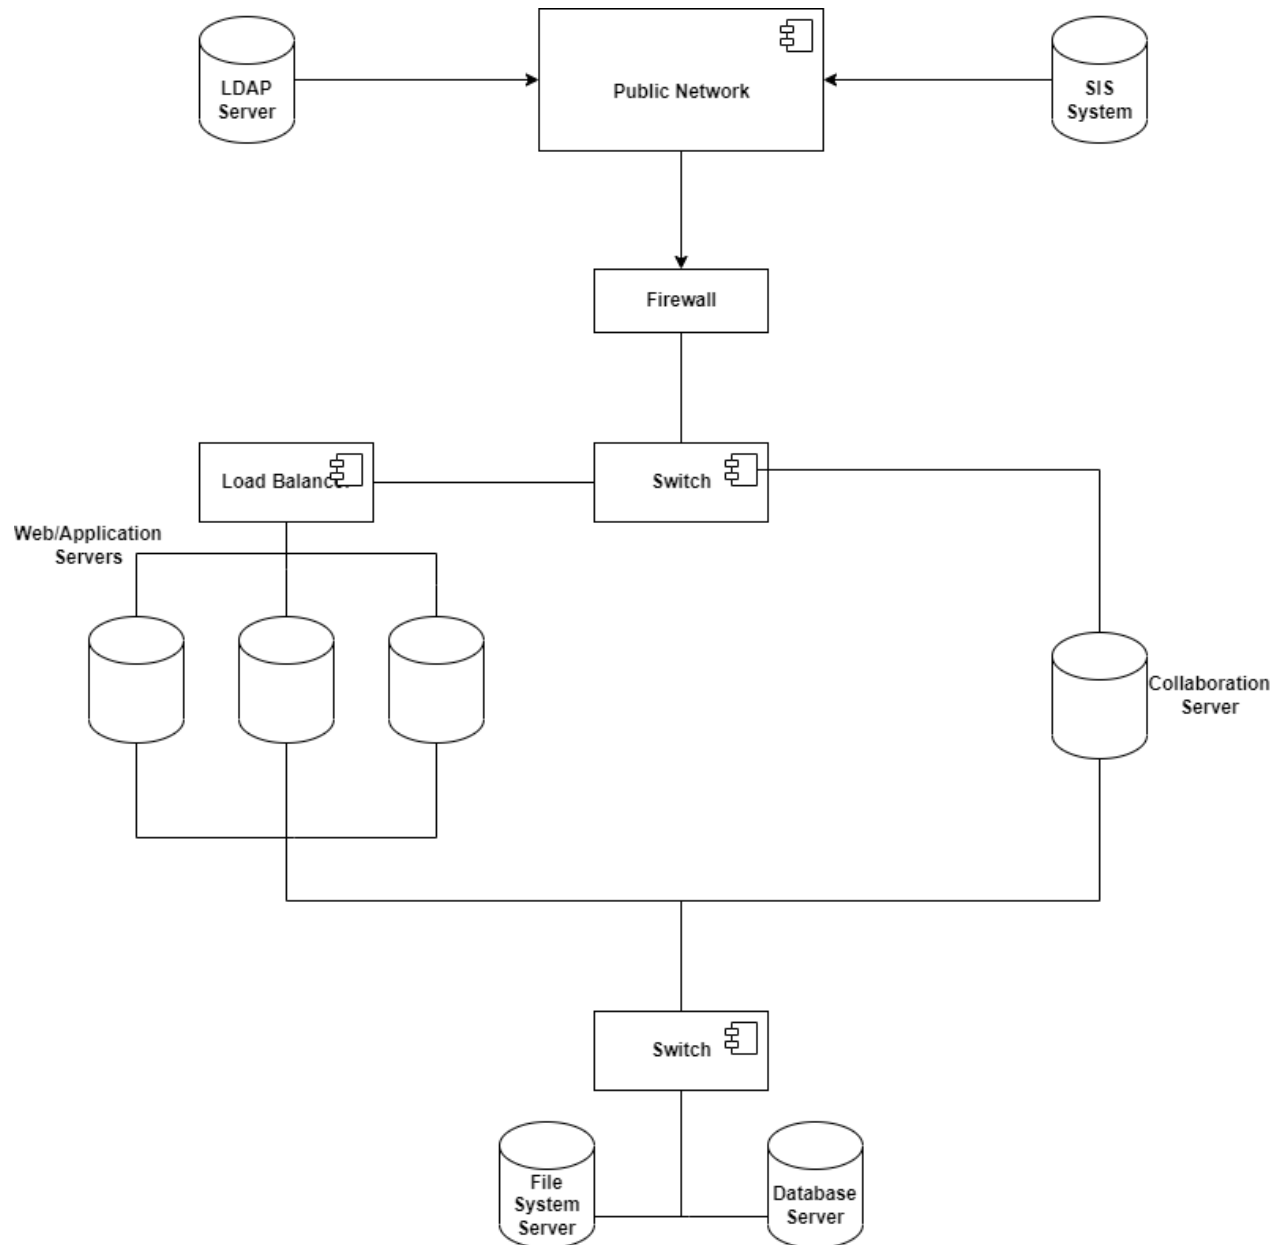 LDAP
Server
Public Network
SIS
System
Firewall
Load Balancer
Switch
Web/Application
Servers
Collaboration
Server
Switch
File
System
Server
Database
Server